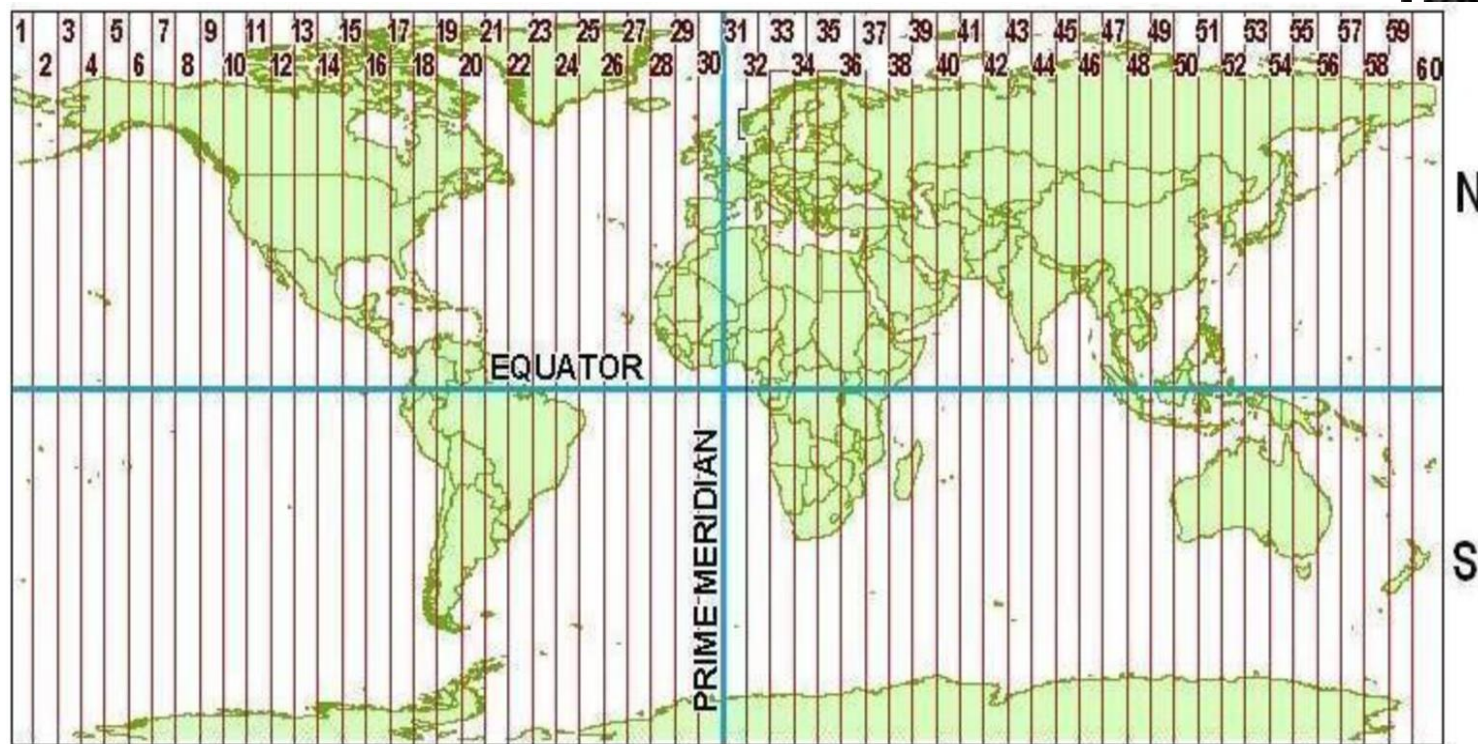 1 3 5 7 9 11 13 15 17 19 21 23 25 27 29 31 33 35 37 39 41 43 45 47 49 51 53 55 57 59
2 4 6 8 10 12 14 16 18 20 22 24 26 28 30 32 34 36 38 40 42 44 46 48 50 52 54 56 58 60
N
EQUATOR
PRIME MERIDIAN
S